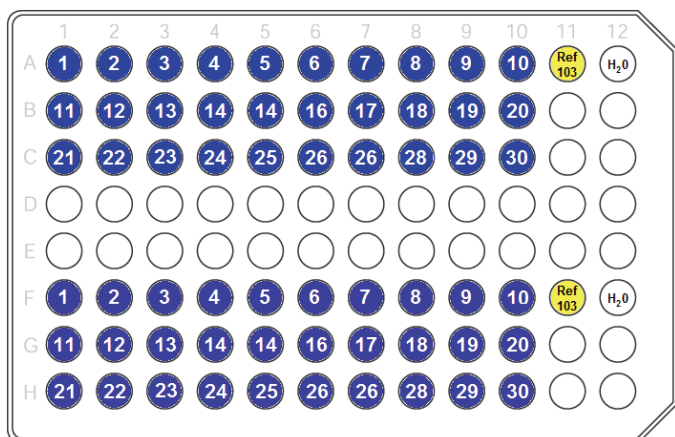 1 2 3 4 5 6 7 8 9 10 11 12
A 1 2 3 4 5 6 7 8 9 10 Ref 103 H₂0
B 11 12 13 14 14 16 17 18 19 20
C 21 22 23 24 25 26 26 28 29 30
D
E
F 1 2 3 4 5 6 7 8 9 10 Ref 103 H₂0
G 11 12 13 14 14 16 17 18 19 20
H 21 22 23 24 25 26 26 28 29 30